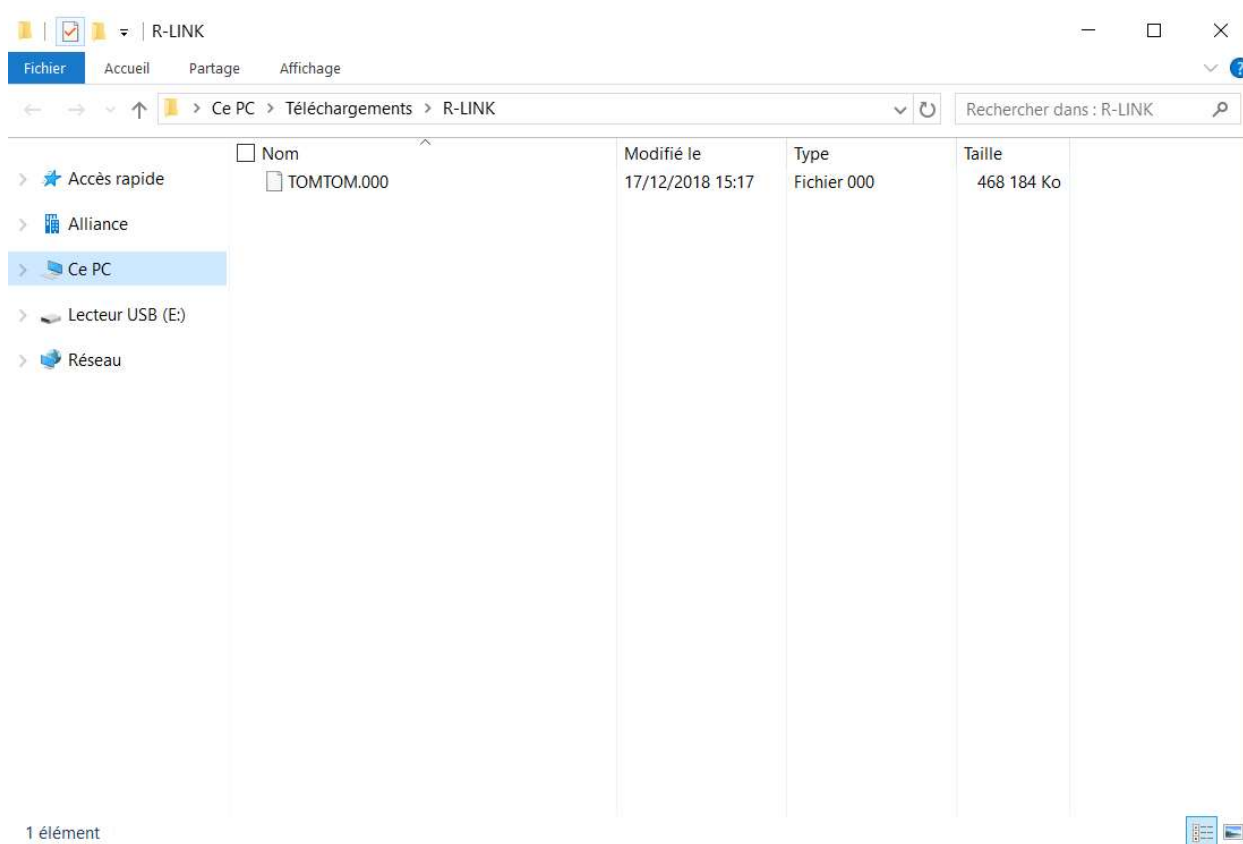 R-LINK
Fichier Accueil Partage Affichage
Ce PC > Téléchargements > R-LINK Rechercher dans : R-LINK
Nom Modifié le Type Taille
TOMTOM.000 17/12/2018 15:17 Fichier 000 468 184 Ko
Accès rapide
Alliance
Ce PC
Lecteur USB (E:)
Réseau
1 élément